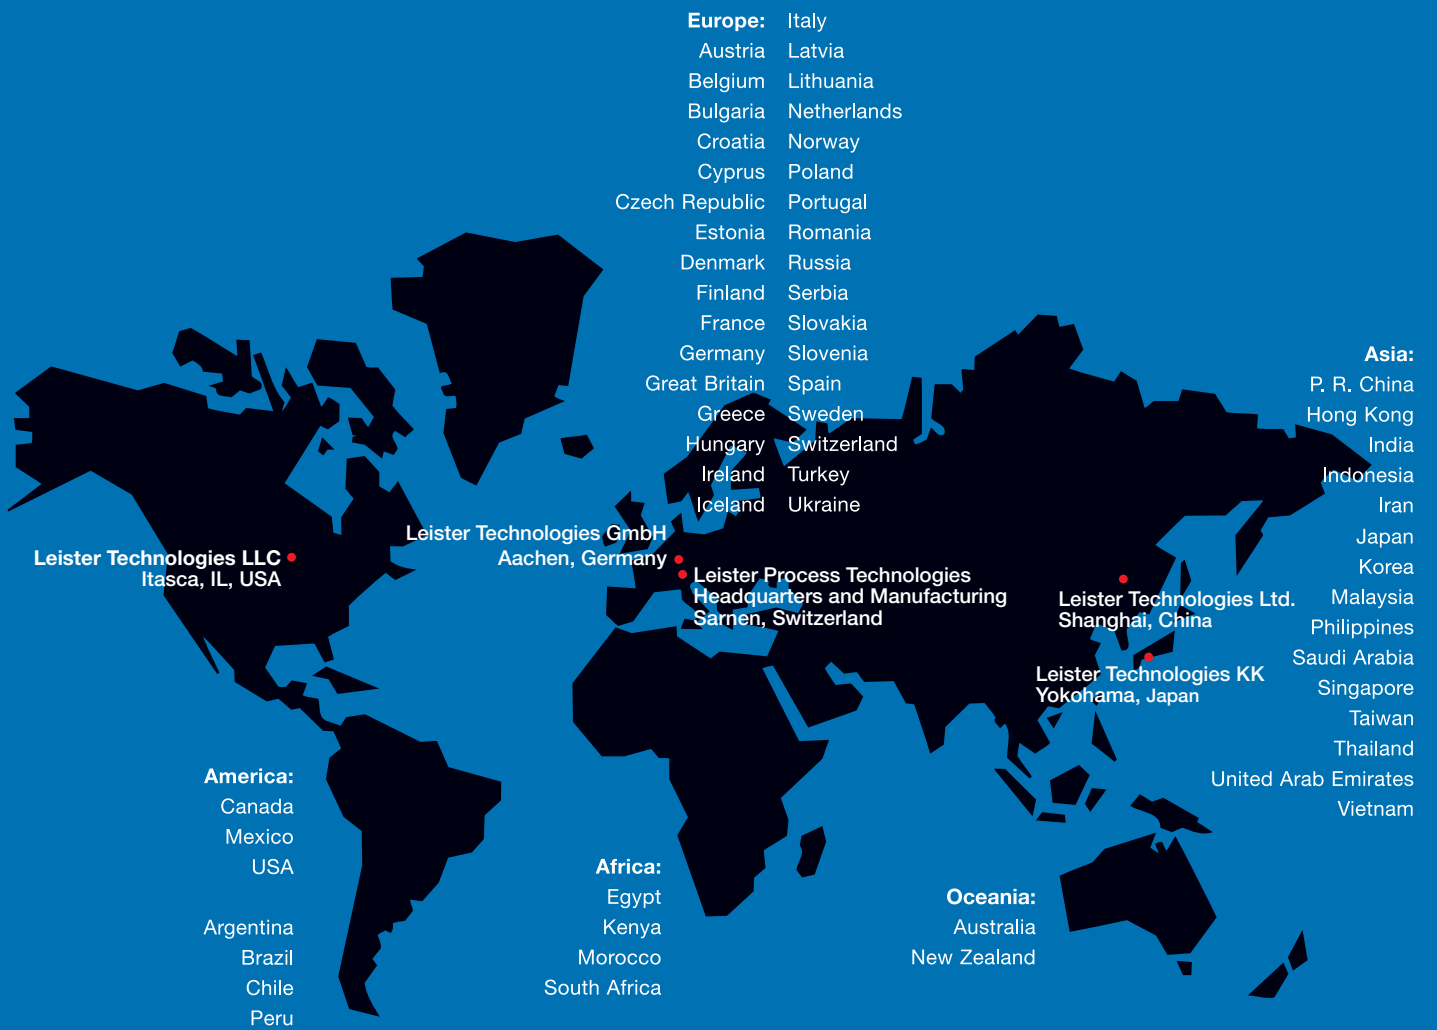 Europe:
Austria
Belgium
Bulgaria
Croatia
Cyprus
Czech Republic
Estonia
Denmark
Finland
France
Germany
Great Britain
Greece
Hungary
Ireland
Iceland
Italy
Latvia
Lithuania
Netherlands
Norway
Poland
Portugal
Romania
Russia
Serbia
Slovakia
Slovenia
Spain
Sweden
Switzerland
Turkey
Ukraine
Leister Technologies LLC
Itasca, IL, USA
Leister Technologies GmbH
Aachen, Germany
Leister Process Technologies
Headquarters and Manufacturing
Sarnen, Switzerland
Leister Technologies Ltd.
Shanghai, China
Leister Technologies KK
Yokohama, Japan
Asia:
P. R. China
Hong Kong
India
Indonesia
Iran
Japan
Korea
Malaysia
Philippines
Saudi Arabia
Singapore
Taiwan
Thailand
United Arab Emirates
Vietnam
America:
Canada
Mexico
USA
Argentina
Brazil
Chile
Peru
Africa:
Egypt
Kenya
Morocco
South Africa
Oceania:
Australia
New Zealand